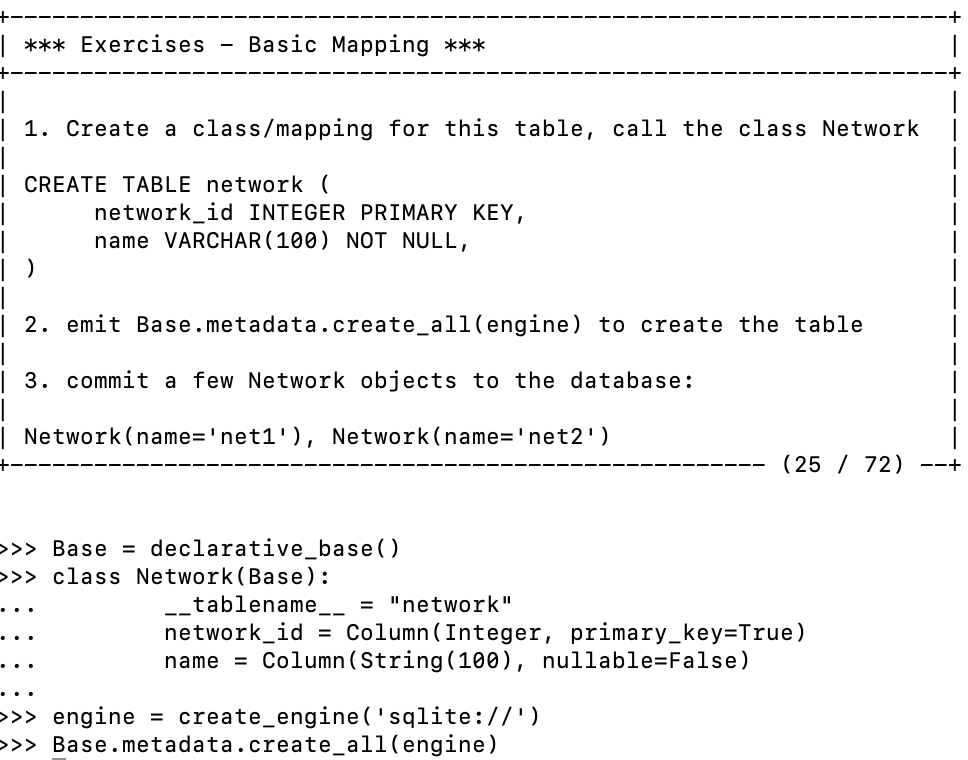 +------------------------------------------------------------------+
| *** Exercises – Basic Mapping *** |
+------------------------------------------------------------------+
| |
| 1. Create a class/mapping for this table, call the class Network |
| |
| CREATE TABLE network ( |
|      network_id INTEGER PRIMARY KEY, |
|      name VARCHAR(100) NOT NULL, |
| ) |
| |
| 2. emit Base.metadata.create_all(engine) to create the table |
| |
| 3. commit a few Network objects to the database: |
| |
| Network(name='net1'), Network(name='net2') |
+------------------------------------------------------ (25 / 72) --+
>>> Base = declarative_base()
>>> class Network(Base):
...         __tablename__ = "network"
...         network_id = Column(Integer, primary_key=True)
...         name = Column(String(100), nullable=False)
...
>>> engine = create_engine('sqlite://')
>>> Base.metadata.create_all(engine)